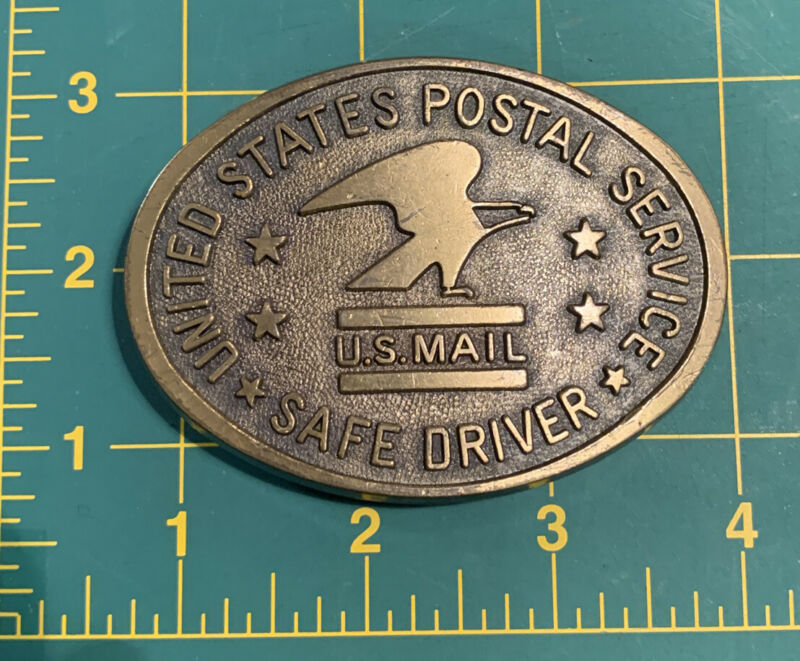 UNITED STATES POSTAL SERVICE
U.S. MAIL
SAFE DRIVER
3
2
1
1 2 3 4